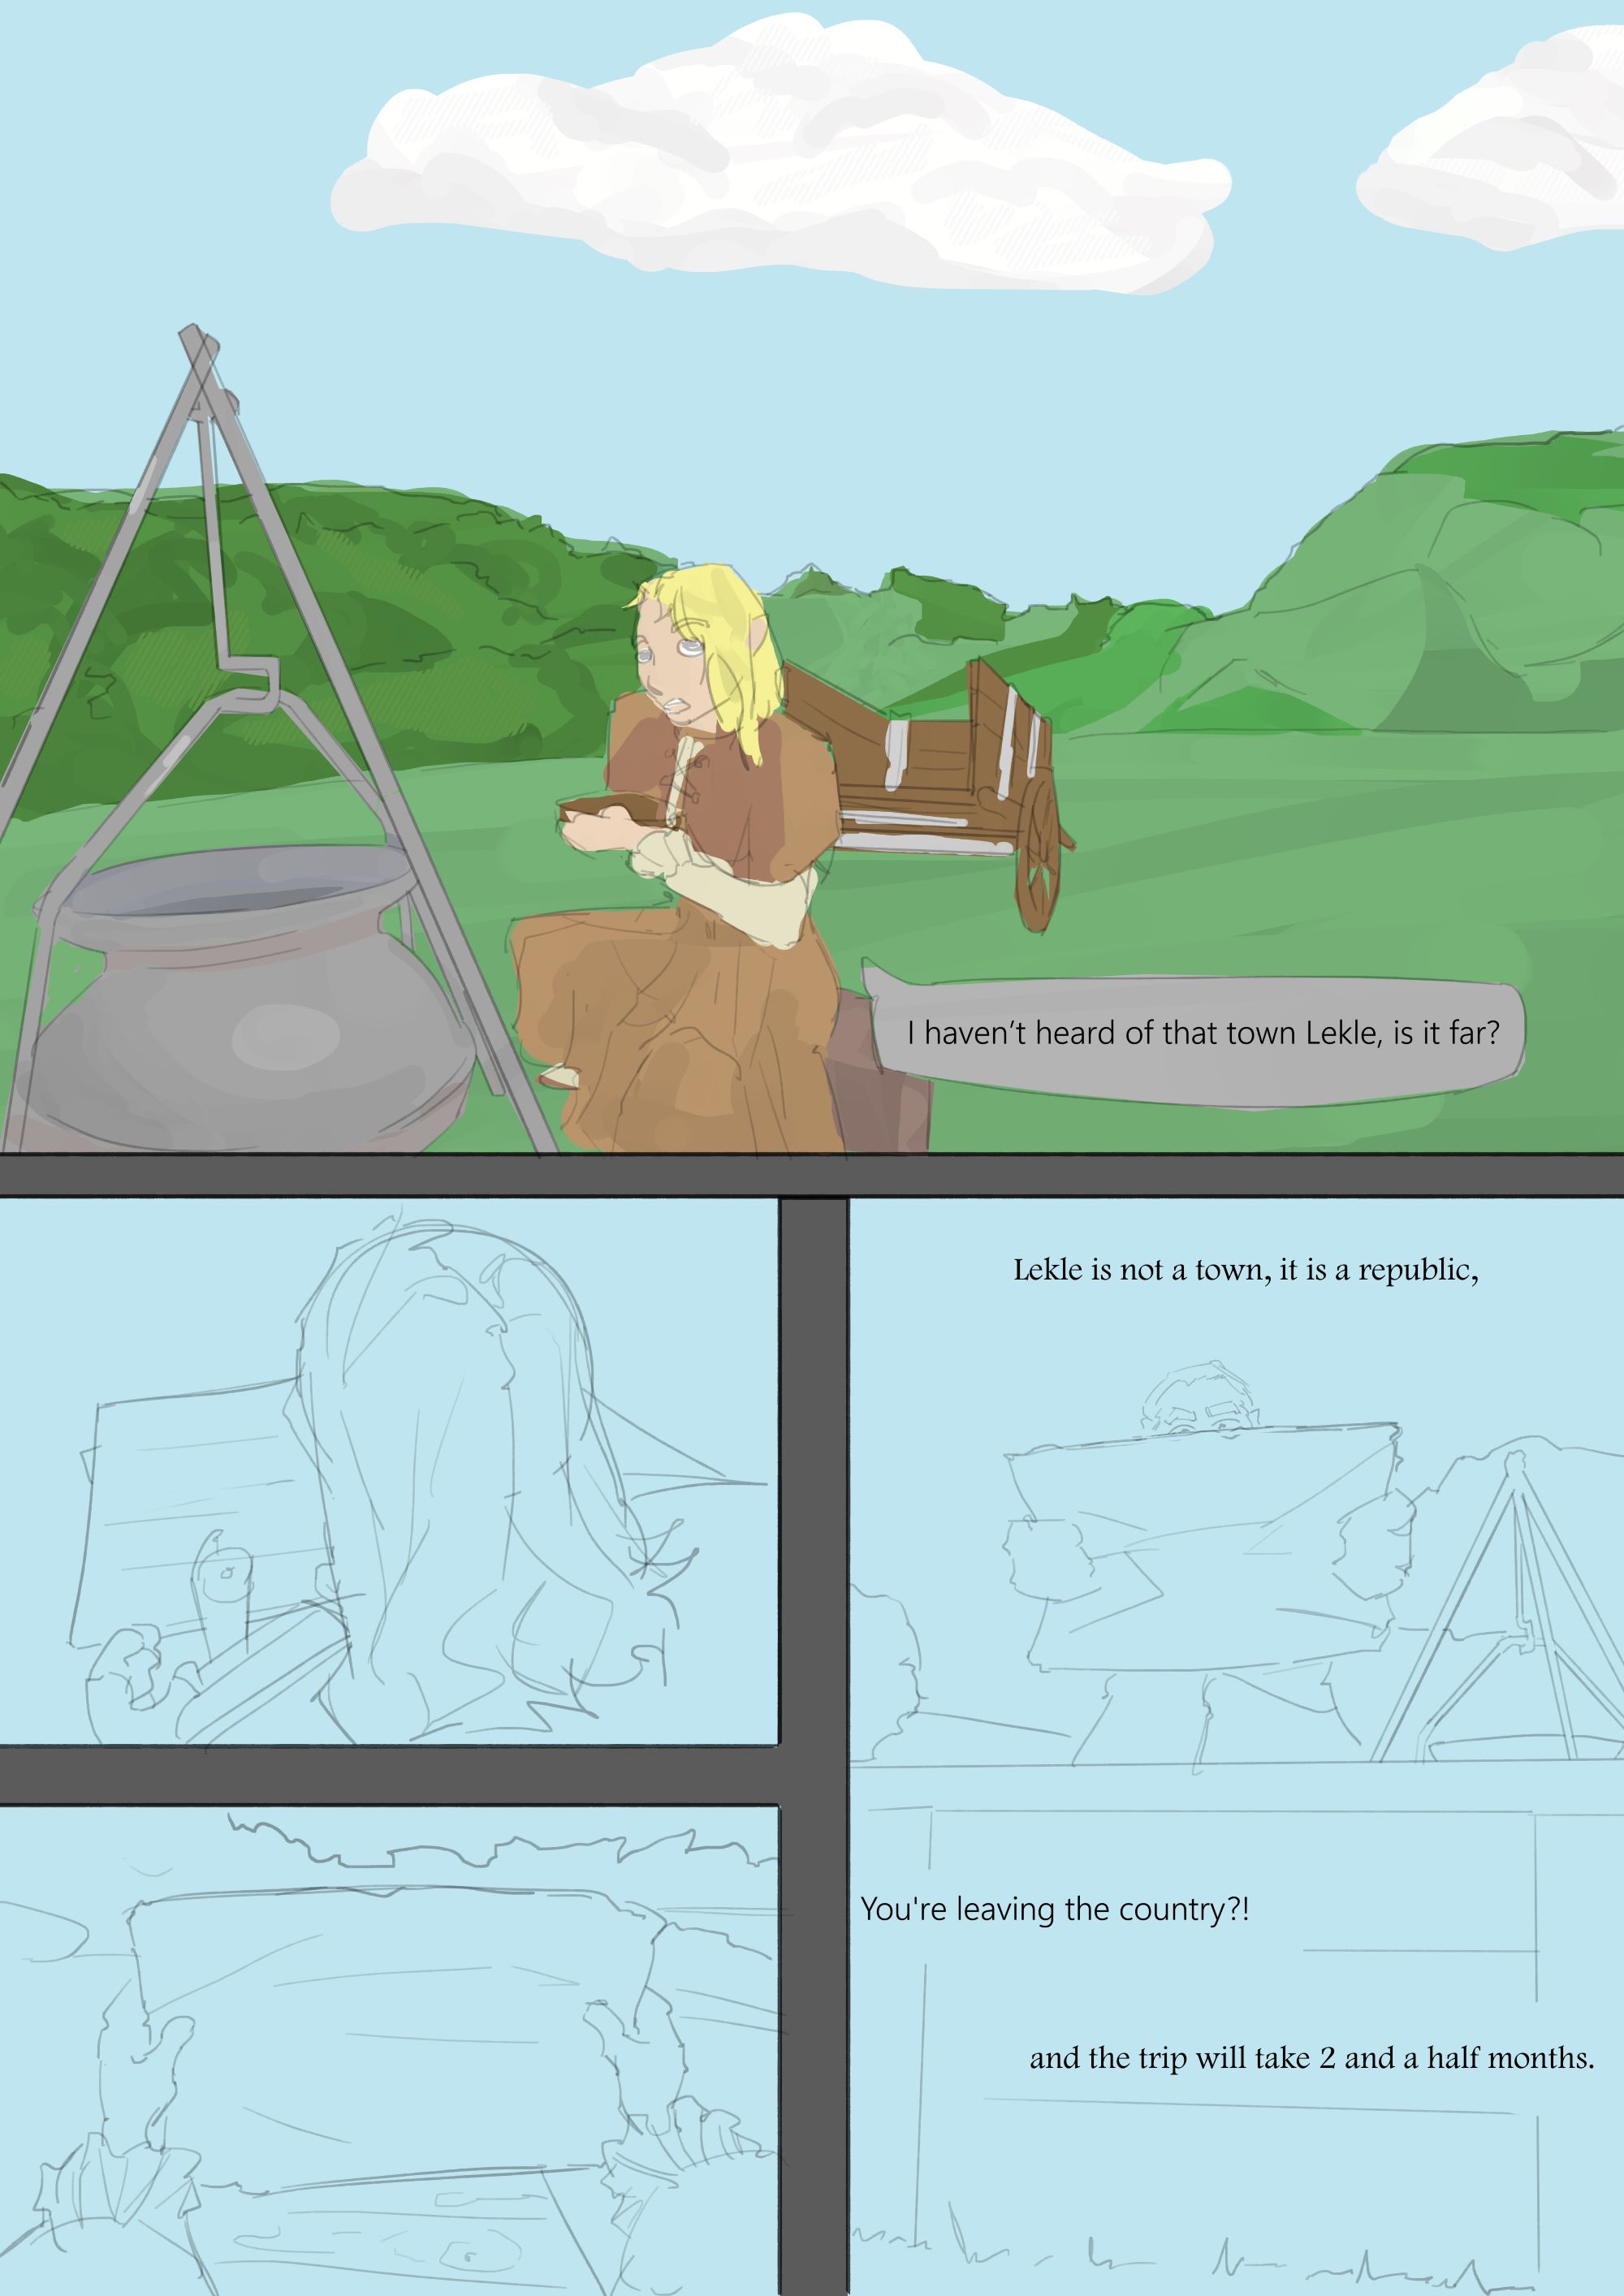 I haven’t heard of that town Lekle, is it far?
Lekle is not a town, it is a republic,
You're leaving the country?!
and the trip will take 2 and a half months.